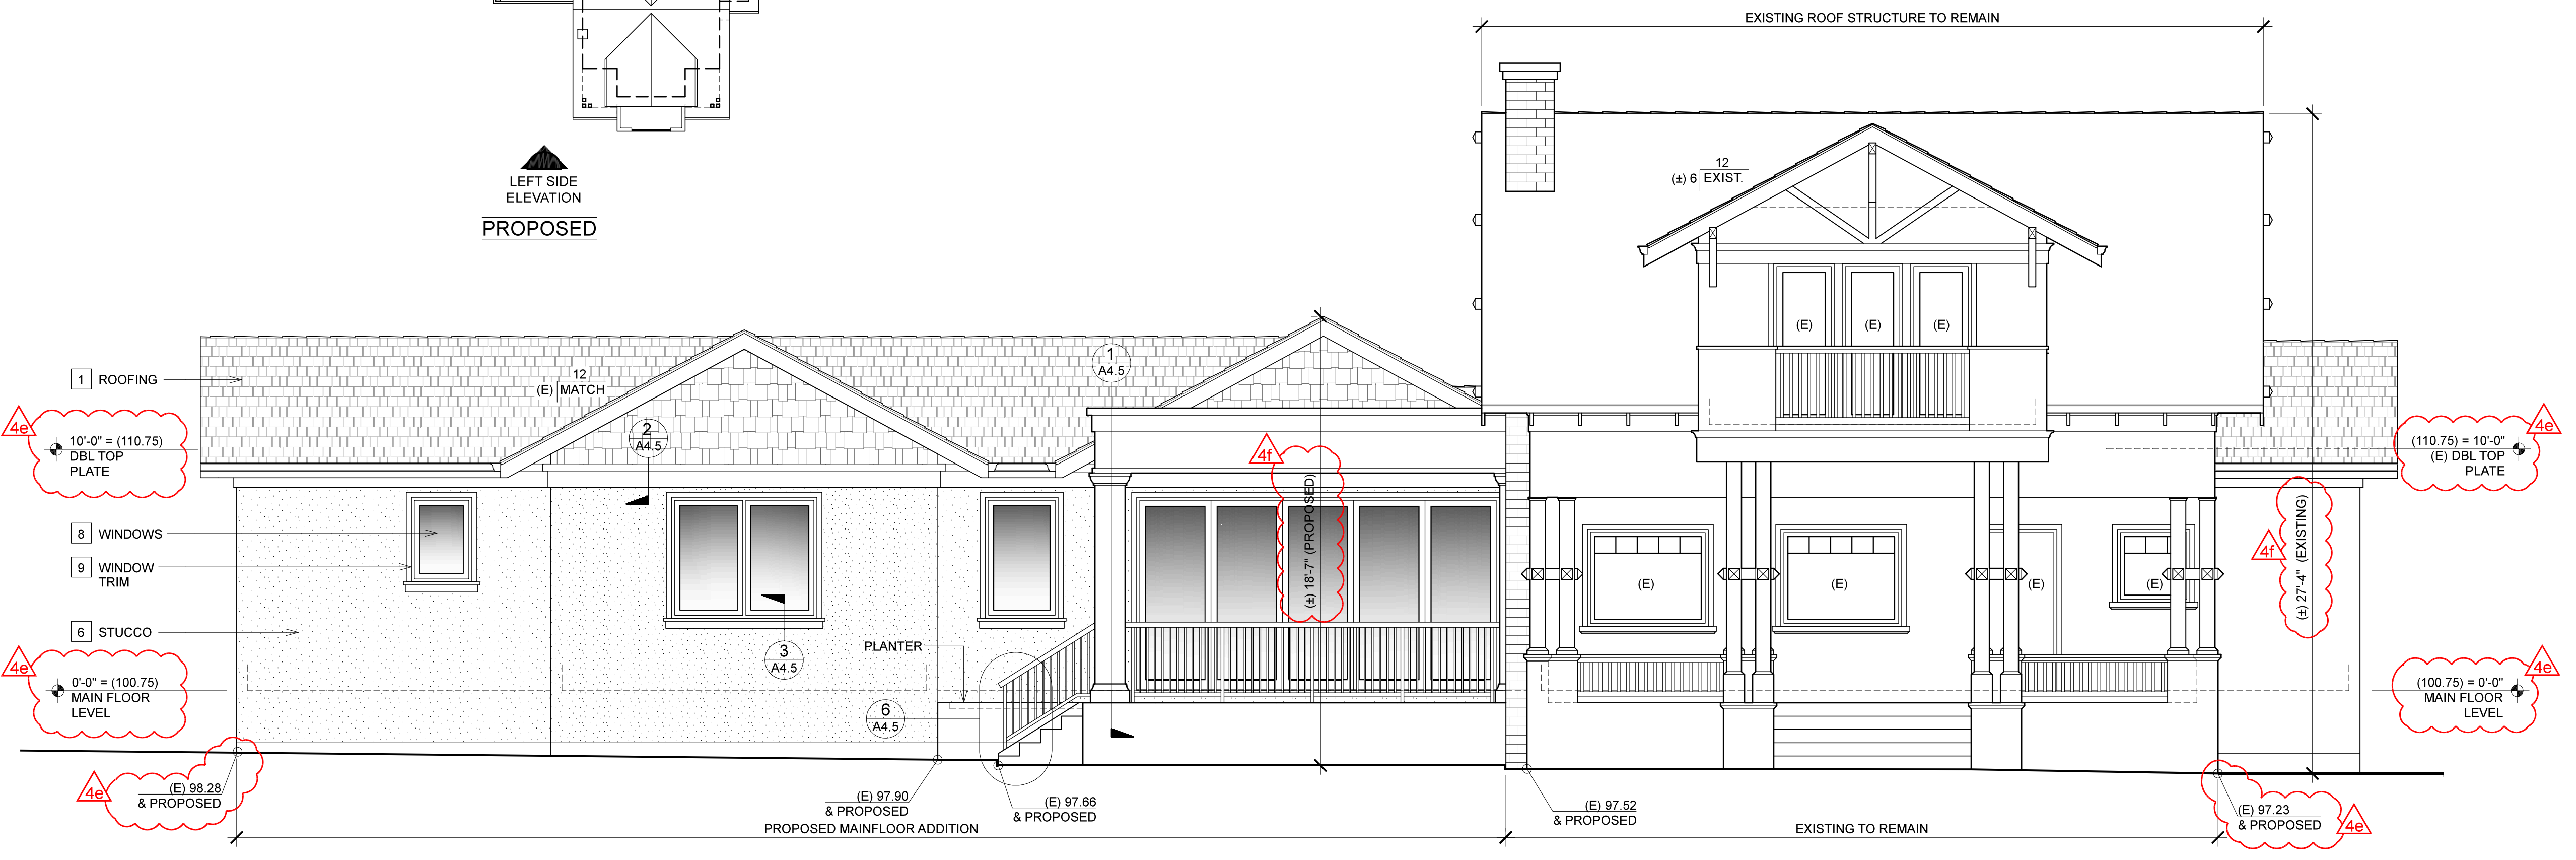 EXISTING ROOF STRUCTURE TO REMAIN
LEFT SIDE
ELEVATION
PROPOSED
12
(±) 6 EXIST.
(E)
(E)
(E)
1 ROOFING
12
(E) MATCH
1
A4.5
2
A4.5
4e
10'-0" = (110.75)
DBL TOP
PLATE
4f
(±) 18'-7" (PROPOSED)
4e
(110.75) = 10'-0"
(E) DBL TOP
PLATE
4f
(±) 27'-4" (EXISTING)
8 WINDOWS
9 WINDOW
TRIM
6 STUCCO
(E)
(E)
(E)
(E)
PLANTER
3
A4.5
6
A4.5
4e
0'-0" = (100.75)
MAIN FLOOR
LEVEL
4e
(100.75) = 0'-0"
MAIN FLOOR
LEVEL
4e
(E) 98.28
& PROPOSED
(E) 97.90
& PROPOSED
(E) 97.66
& PROPOSED
(E) 97.52
& PROPOSED
(E) 97.23
& PROPOSED
4e
PROPOSED MAINFLOOR ADDITION
EXISTING TO REMAIN